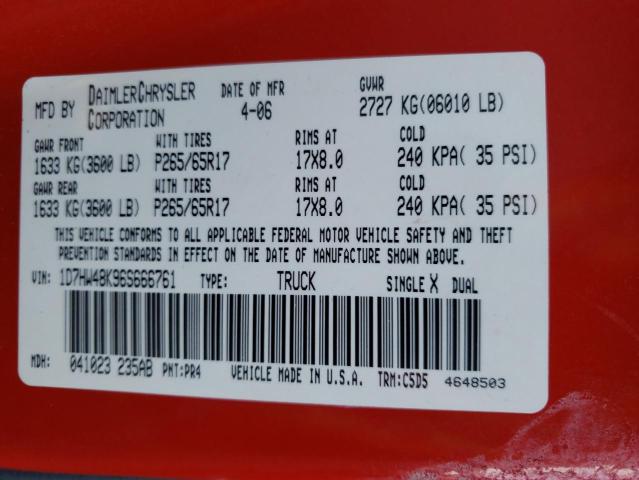 MFD BY DAIMLERCHRYSLER CORPORATION DATE OF MFR 4-06 GVWR 2727 KG(06010 LB)
GAWR FRONT WITH TIRES RIMS AT COLD
1633 KG(3600 LB) P265/65R17 17X8.0 240 KPA( 35 PSI)
GAWR REAR WITH TIRES RIMS AT COLD
1633 KG(3600 LB) P265/65R17 17X8.0 240 KPA( 35 PSI)
THIS VEHICLE CONFORMS TO ALL APPLICABLE FEDERAL MOTOR VEHICLE SAFETY AND THEFT
PREVENTION STANDARDS IN EFFECT ON THE DATE OF MANUFACTURE SHOWN ABOVE.
VIN: 1D7HW48K96S666761 TYPE: TRUCK SINGLE X DUAL
MDH: 041023 235AB PNT:PR4 VEHICLE MADE IN U.S.A. TRM:C5D5 4648503